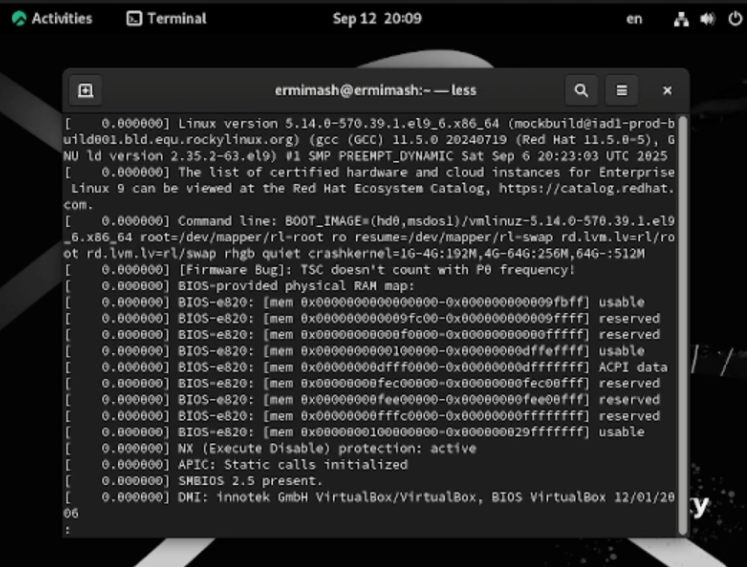 Activities
Terminal
Sep 12 20:09
en
ermimash@ermimash:~ — less
[    0.000000] Linux version 5.14.0-570.39.1.el9_6.x86_64 (mockbuild@iad1-prod-b
uild001.bld.equ.rockylinux.org) (gcc (GCC) 11.5.0 20240719 (Red Hat 11.5.0-5), G
NU ld version 2.35.2-63.el9) #1 SMP PREEMPT_DYNAMIC Sat Sep 6 20:23:03 UTC 2025
[    0.000000] The list of certified hardware and cloud instances for Enterprise
 Linux 9 can be viewed at the Red Hat Ecosystem Catalog, https://catalog.redhat.
com.
[    0.000000] Command line: BOOT_IMAGE=(hd0,msdos1)/vmlinuz-5.14.0-570.39.1.el9
_6.x86_64 root=/dev/mapper/rl-root ro resume=/dev/mapper/rl-swap rd.lvm.lv=rl/ro
ot rd.lvm.lv=rl/swap rhgb quiet crashkernel=1G-4G:192M,4G-64G:256M,64G-:512M
[    0.000000] [Firmware Bug]: TSC doesn't count with P0 frequency!
[    0.000000] BIOS-provided physical RAM map:
[    0.000000] BIOS-e820: [mem 0x0000000000000000-0x000000000009fbff] usable
[    0.000000] BIOS-e820: [mem 0x000000000009fc00-0x000000000009ffff] reserved
[    0.000000] BIOS-e820: [mem 0x00000000000f0000-0x00000000000fffff] reserved
[    0.000000] BIOS-e820: [mem 0x0000000000100000-0x00000000dffeffff] usable
[    0.000000] BIOS-e820: [mem 0x00000000dfff0000-0x00000000dfffffff] ACPI data
[    0.000000] BIOS-e820: [mem 0x00000000fec00000-0x00000000fec00fff] reserved
[    0.000000] BIOS-e820: [mem 0x00000000fee00000-0x00000000fee00fff] reserved
[    0.000000] BIOS-e820: [mem 0x00000000fffc0000-0x00000000ffffffff] reserved
[    0.000000] BIOS-e820: [mem 0x0000000100000000-0x000000029fffffff] usable
[    0.000000] NX (Execute Disable) protection: active
[    0.000000] APIC: Static calls initialized
[    0.000000] SMBIOS 2.5 present.
[    0.000000] DMI: innotek GmbH VirtualBox/VirtualBox, BIOS VirtualBox 12/01/20
06
:
y